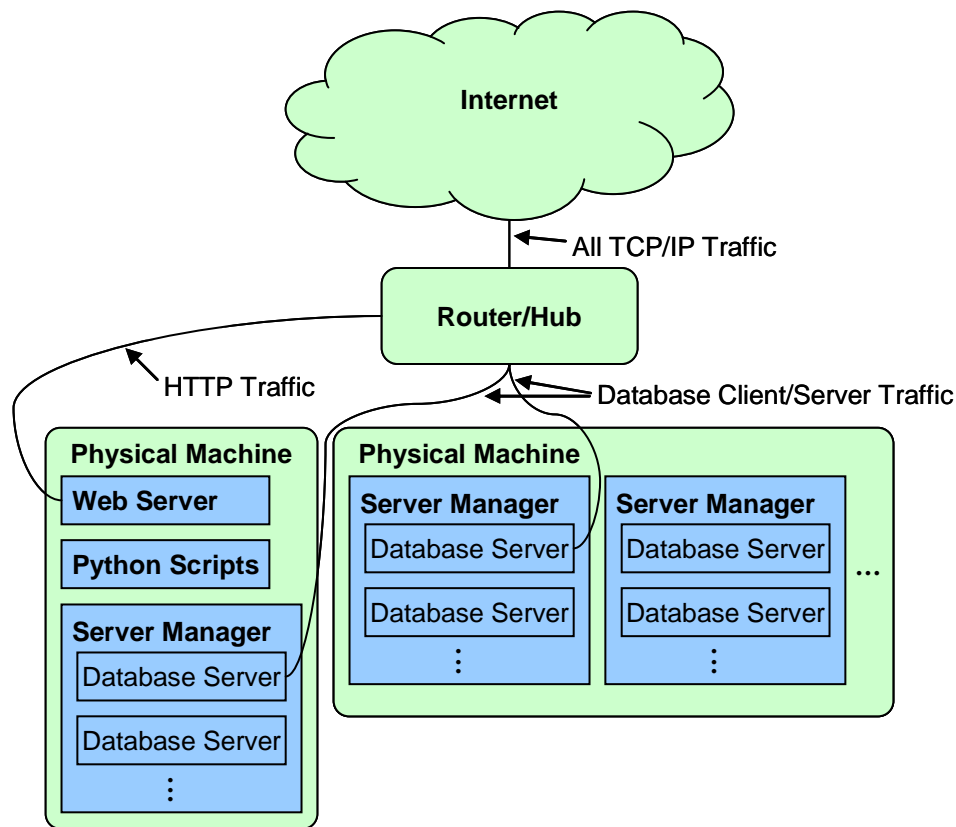 Internet
All TCP/IP Traffic
Router/Hub
HTTP Traffic
Database Client/Server Traffic
Physical Machine
Web Server
Python Scripts
Server Manager
Database Server
Database Server
⋮
Physical Machine
Server Manager
Database Server
Database Server
⋮
Server Manager
Database Server
Database Server
⋮
...